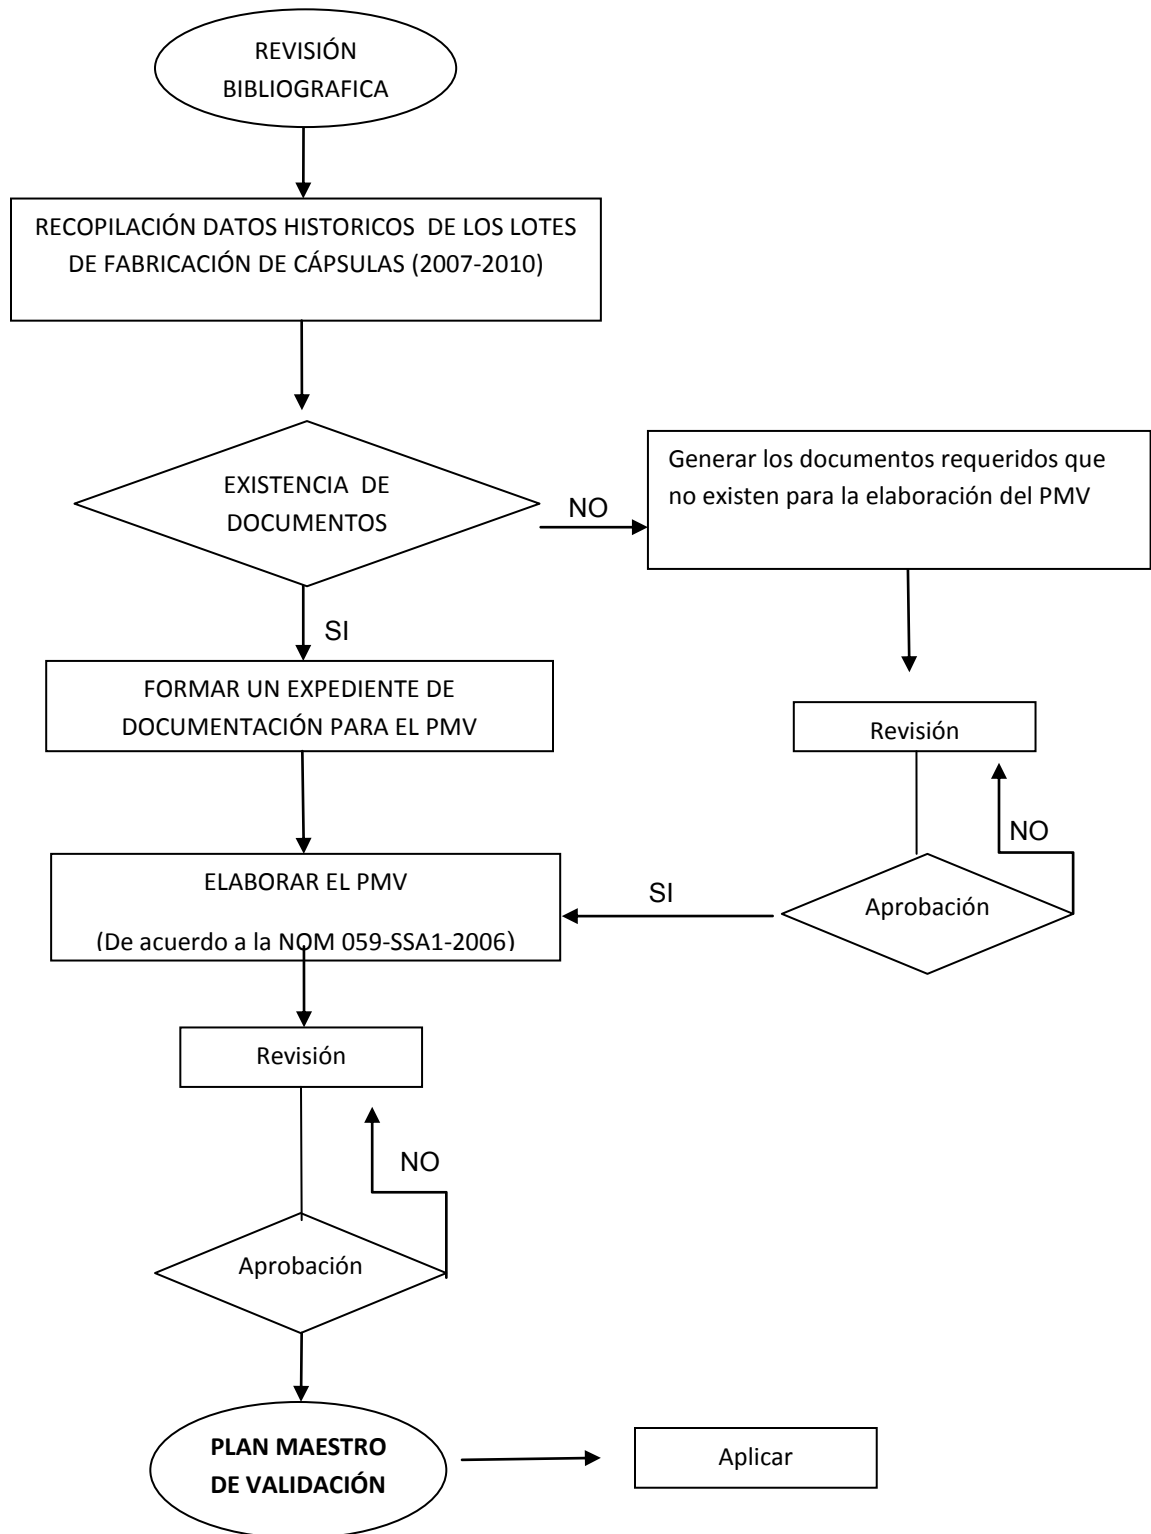 REVISIÓN
BIBLIOGRAFICA
RECOPILACIÓN DATOS HISTORICOS DE LOS LOTES
DE FABRICACIÓN DE CÁPSULAS (2007-2010)
EXISTENCIA DE
DOCUMENTOS
NO
Generar los documentos requeridos que
no existen para la elaboración del PMV
SI
FORMAR UN EXPEDIENTE DE
DOCUMENTACIÓN PARA EL PMV
Revisión
NO
Aprobación
SI
ELABORAR EL PMV
(De acuerdo a la NOM 059-SSA1-2006)
Revisión
NO
Aprobación
PLAN MAESTRO
DE VALIDACIÓN
Aplicar